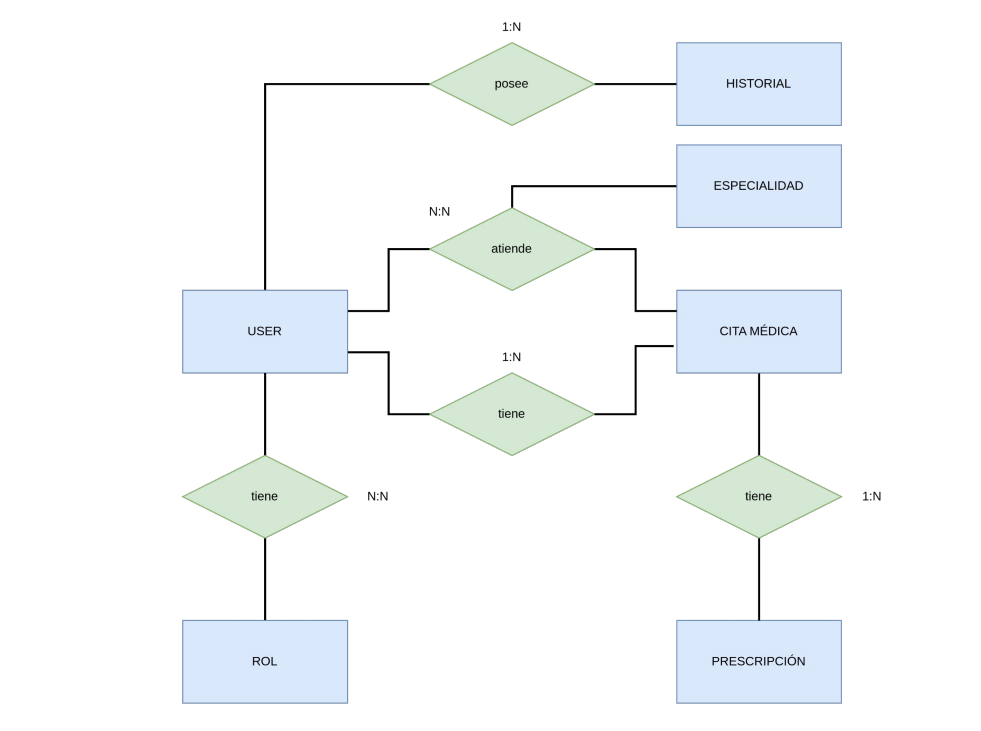 1:N
posee
HISTORIAL
ESPECIALIDAD
N:N
atiende
USER
CITA MÉDICA
1:N
tiene
tiene
N:N
tiene
1:N
ROL
PRESCRIPCIÓN